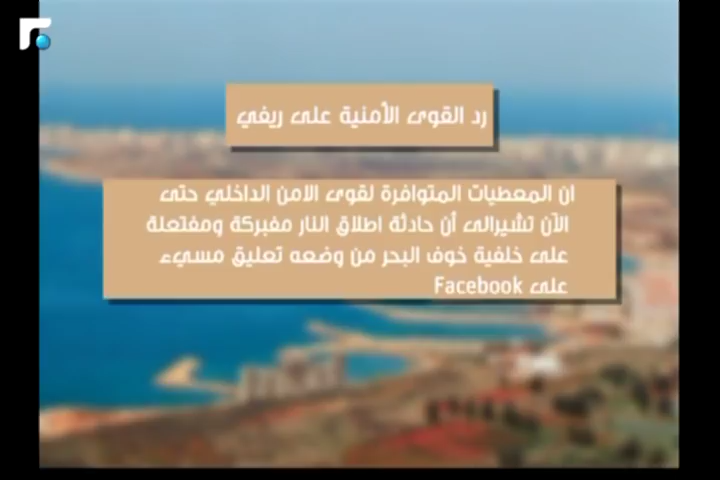 رد القوى الأمنية على ريفي
ان المعطيات المتوافرة لقوى الامن الداخلي حتى
الآن تشيرالى أن حادثة اطلاق النار مفبركة ومفتعلة
على خلفية خوف البحر من وضعه تعليق مسيء
على Facebook